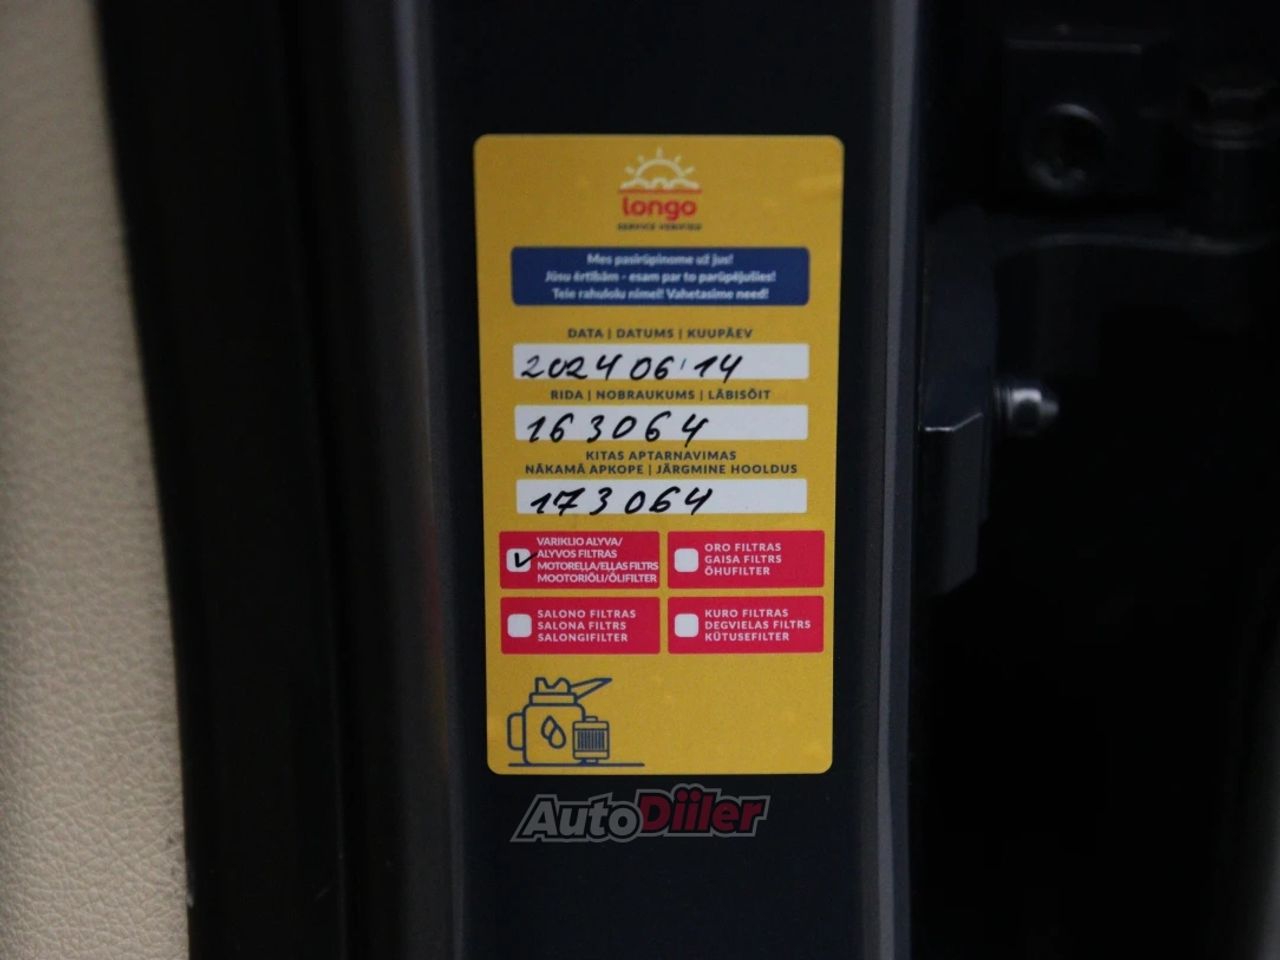 longo
SERVICE VERIFIED
Mes pasirūpinome už jus!
Jūsu ērtībām - esam par to parūpējušies!
Teie rahulolu nimel! Vahetasime need!
DATA | DATUMS | KUUPÄEV
2024 06 14
RIDA | NOBRAUKUMS | LÄBISÕIT
163064
KITAS APTARNAVIMAS
NĀKAMĀ APKOPE | JÄRGMINE HOOLDUS
173064
VARIKLIO ALYVA/
ALYVOS FILTRAS
MOTOREĻĻA/EĻĻAS FILTRS
MOOTORIÕLI/ÕLIFILTER
ORO FILTRAS
GAISA FILTRS
ÕHUFILTER
SALONO FILTRAS
SALONA FILTRS
SALONGIFILTER
KURO FILTRAS
DEGVIELAS FILTRS
KÜTUSEFILTER
AutoDiiler